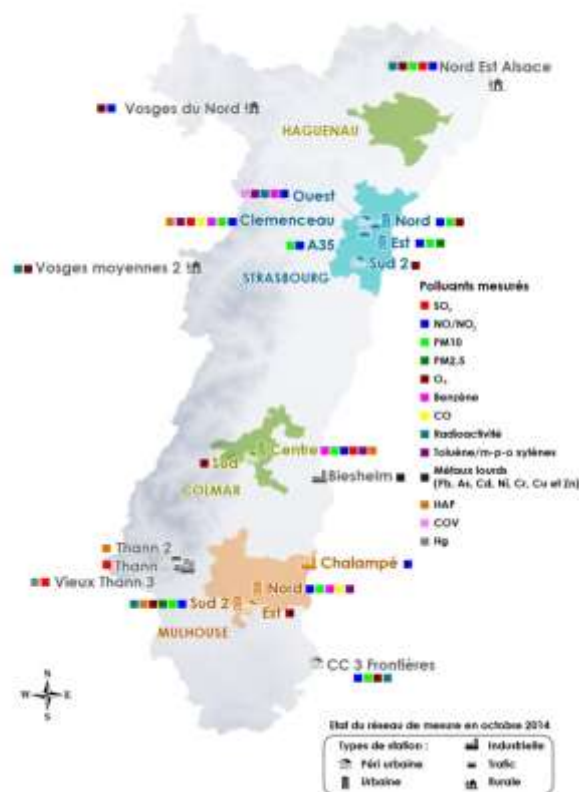 Nord Est Alsace
Vosges du Nord
HAGUENAU
Ouest
Clemenceau
Nord
A35
Est
Vosges moyennes 2
Sud 2
STRASBOURG
Polluants mesurés
SO₂
NO/NO₂
PM10
PM2.5
O₃
Benzène
CO
Radioactivité
Toluène/m-p-o xylènes
Métaux lourds
(Pb, As, Cd, Ni, Cr, Cu et Zn)
HAP
COV
Hg
Centre
Sud
COLMAR
Biesheim
Thann 2
Thann
Chalampé
Vieux Thann 3
Nord
Sud 2
Est
MULHOUSE
CC 3 Frontières
N
W E
S
Etat du réseau de mesure en octobre 2014
Types de station :
Industrielle
Péri urbaine
Trafic
Urbaine
Rurale